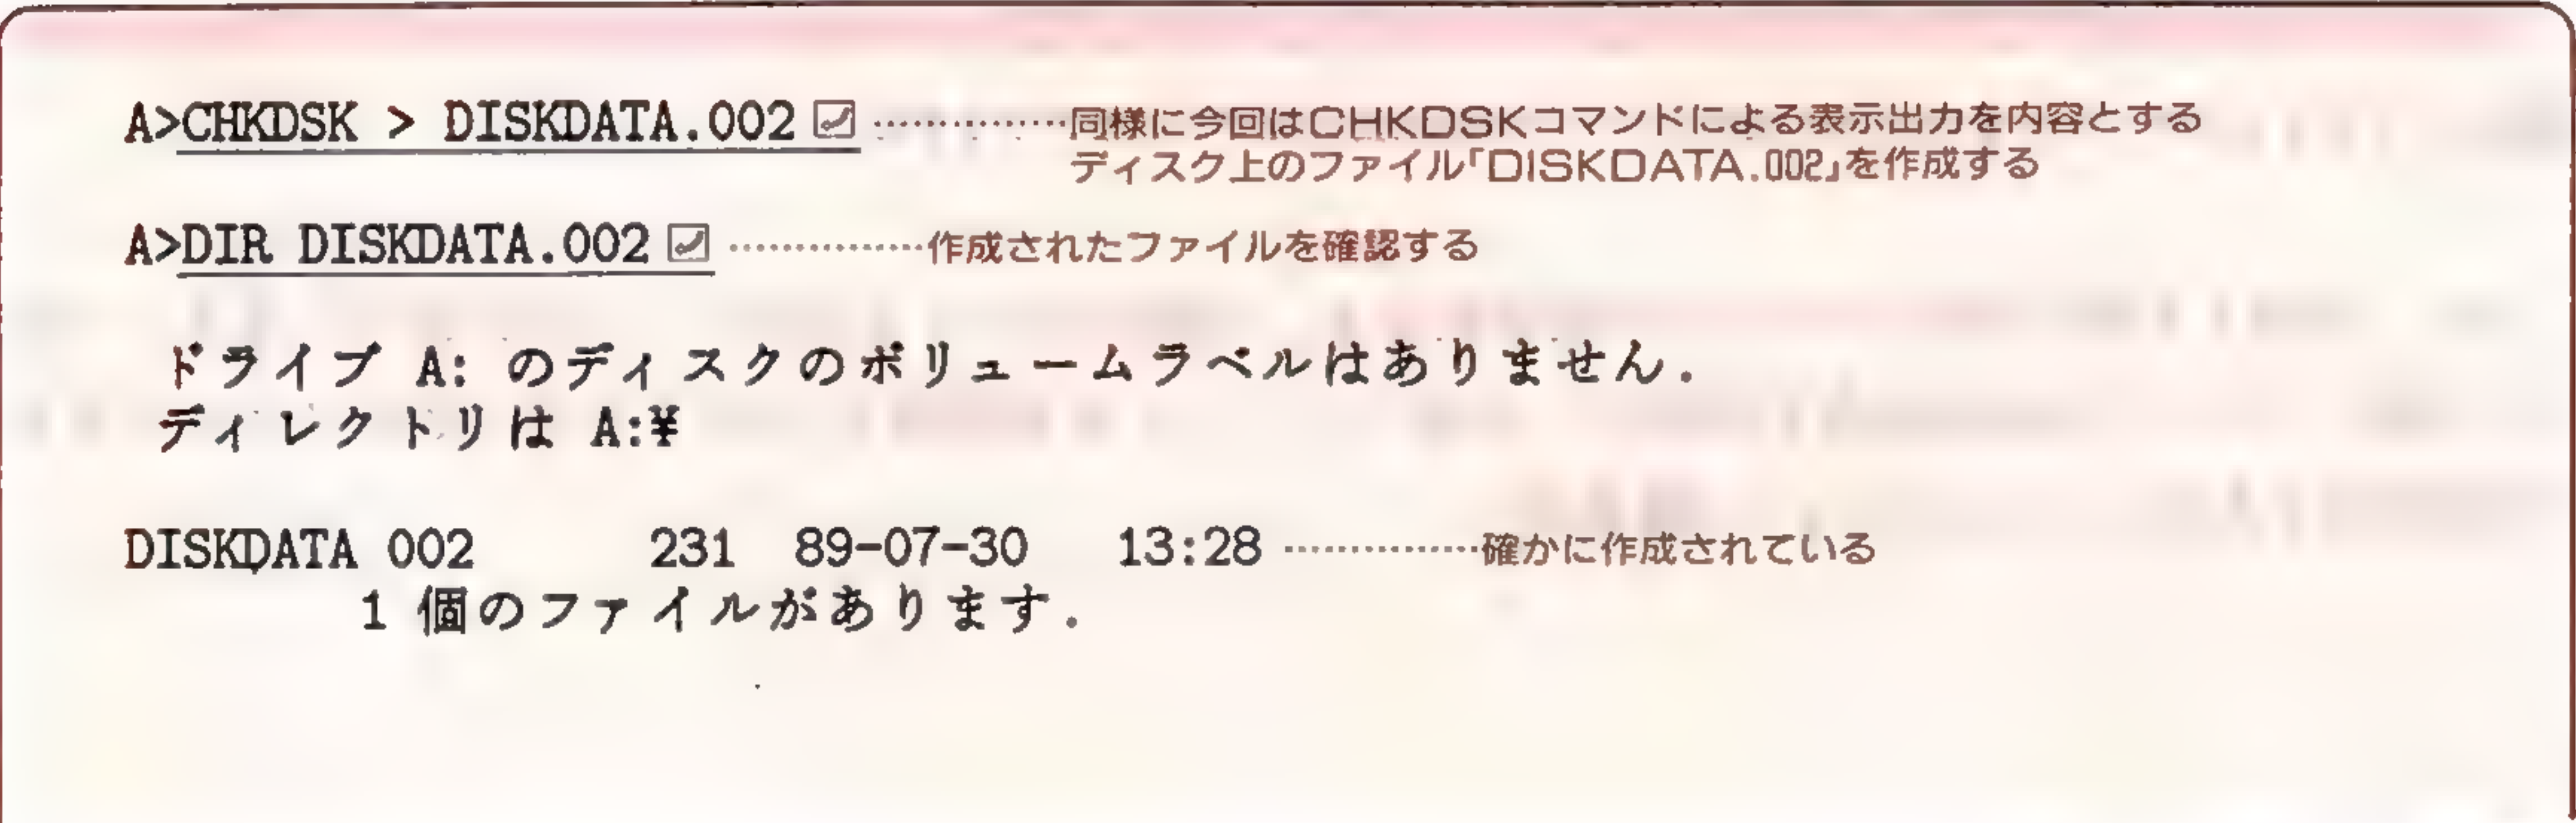 A>CHKDSK > DISKDATA.002 ⏎ …………同様に今回はCHKDSKコマンドによる表示出力を内容とする
ディスク上のファイル「DISKDATA.002」を作成する
A>DIR DISKDATA.002 ⏎ …………作成されたファイルを確認する
ドライブ A: のディスクのボリュームラベルはありません.
ディレクトリは A:¥
DISKDATA 002 231 89-07-30 13:28 …………確かに作成されている
1 個のファイルがあります.